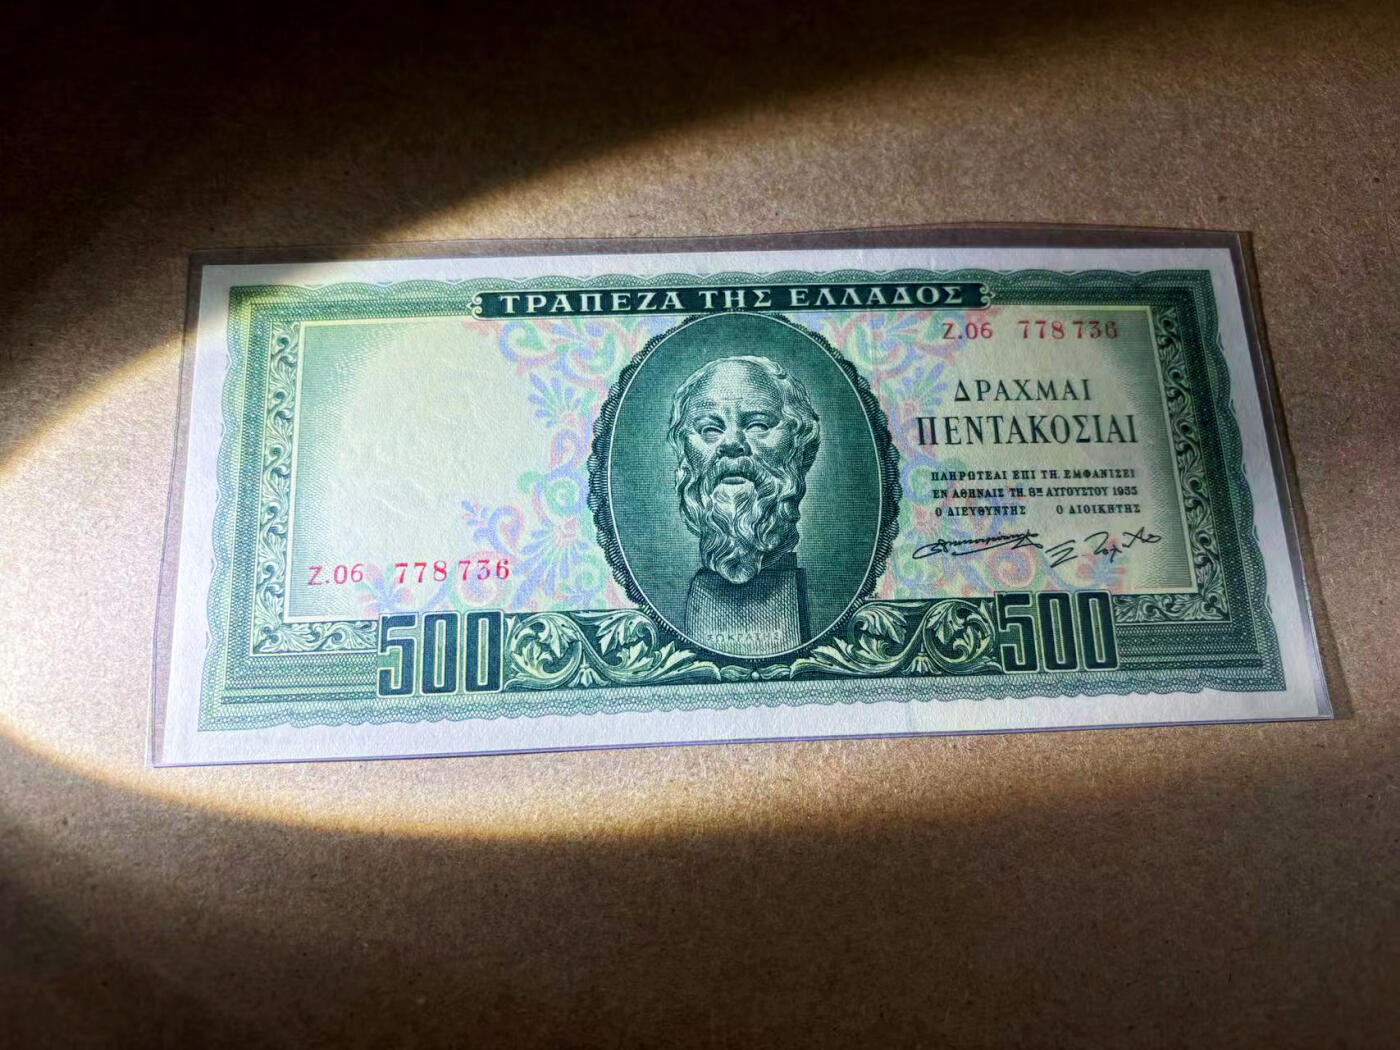 ΤΡΑΠΕΖΑ ΤΗΣ ΕΛΛΑΔΟΣ
Ζ.06 778 736
ΔΡΑΧΜΑΙ
ΠΕΝΤΑΚΟΣΙΑΙ
ΠΛΗΡΩΤΕΑΙ ΕΠΙ ΤΗ ΕΜΦΑΝΙΣΕΙ
ΕΝ ΑΘΗΝΑΙΣ ΤΗ 8ΗΙ ΑΥΓΟΥΣΤΟΥ 1955
Ο ΔΙΕΥΘΥΝΤΗΣ Ο ΔΙΟΙΚΗΤΗΣ
Ζ.06 778 736
ΣΩΚΡΑΤΗΣ
500 500